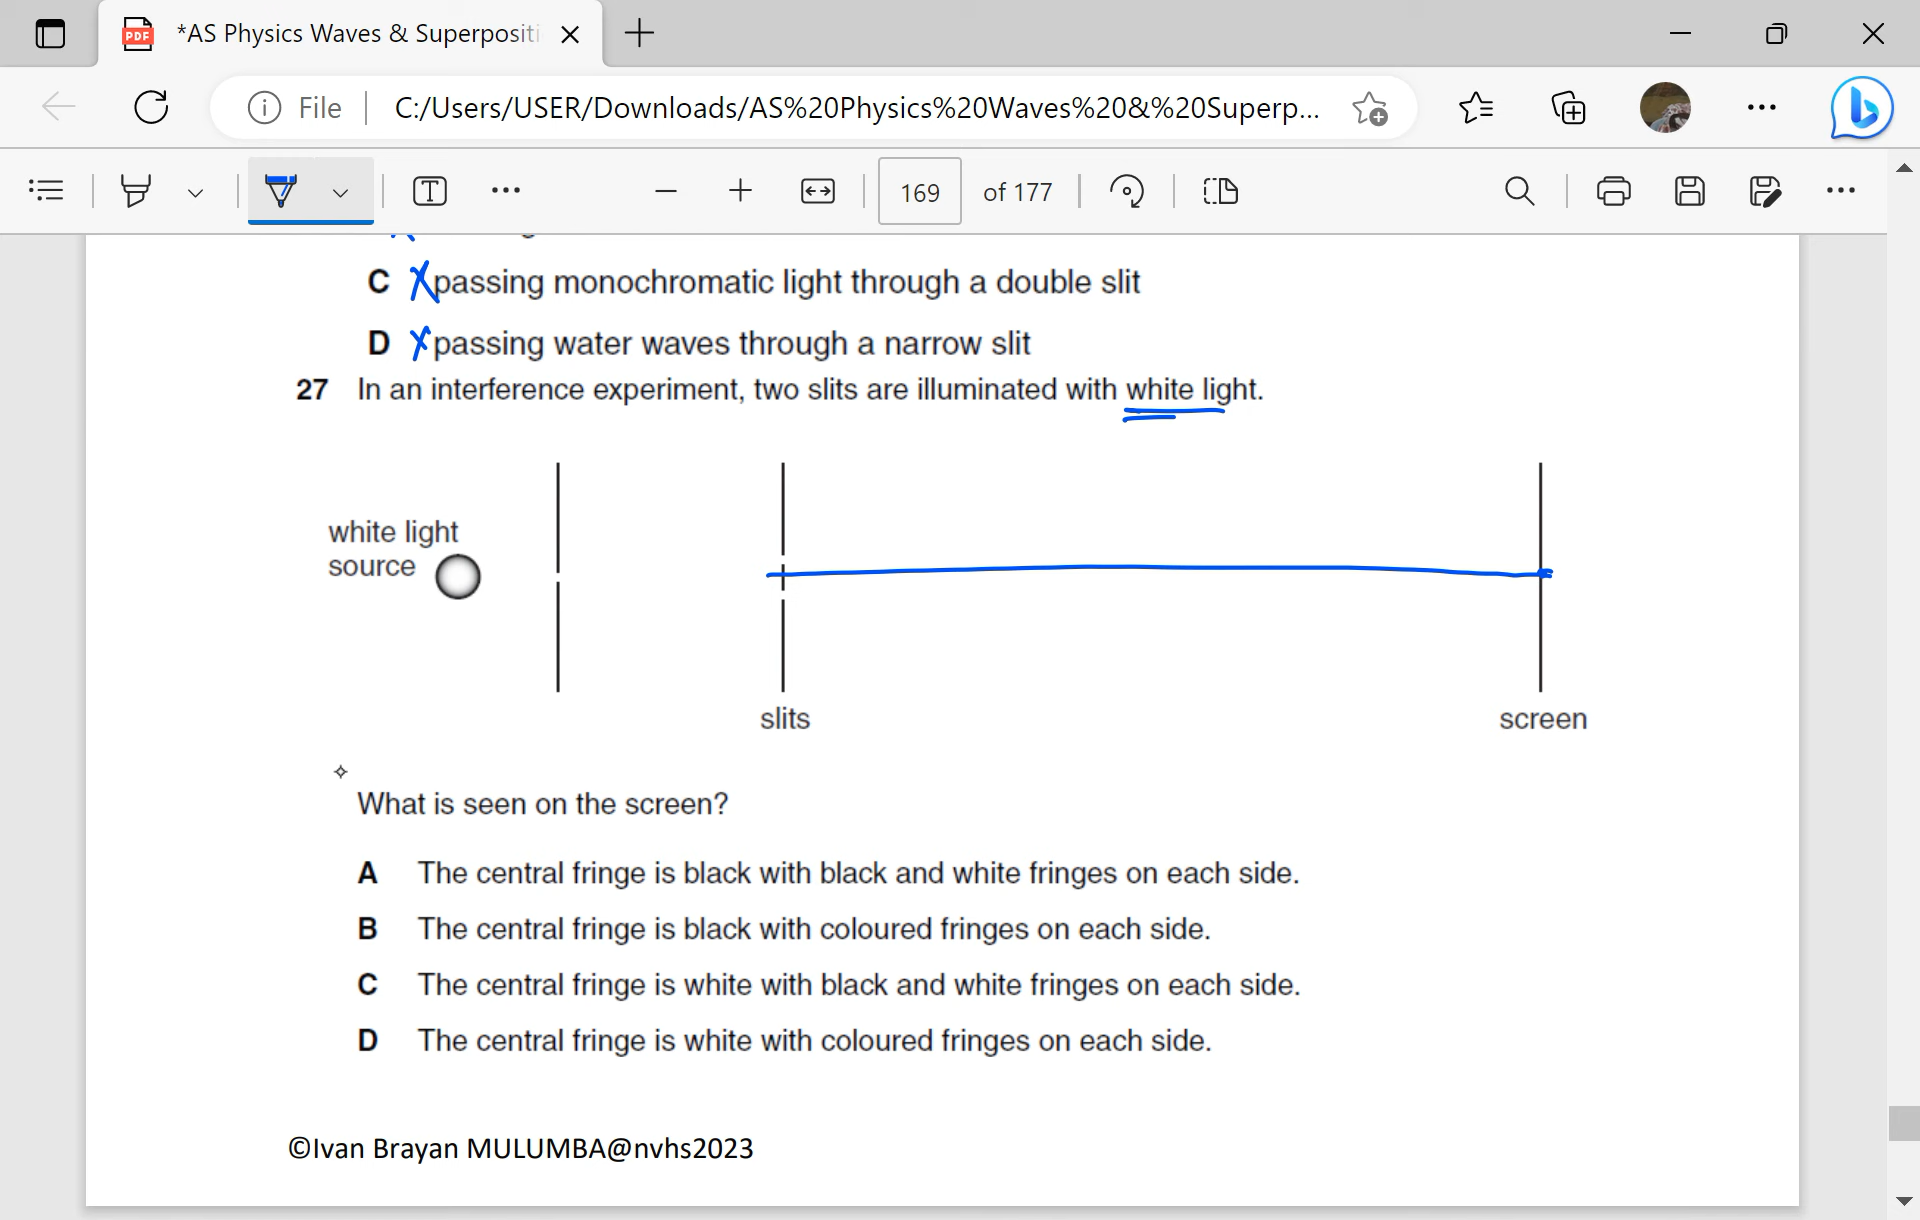 *AS Physics Waves & Superpositi
File C:/Users/USER/Downloads/AS%20Physics%20Waves%20&%20Superp...
169 of 177
C X passing monochromatic light through a double slit
D X passing water waves through a narrow slit
27 In an interference experiment, two slits are illuminated with white light.
white light
source
slits
screen
What is seen on the screen?
A The central fringe is black with black and white fringes on each side.
B The central fringe is black with coloured fringes on each side.
C The central fringe is white with black and white fringes on each side.
D The central fringe is white with coloured fringes on each side.
©Ivan Brayan MULUMBA@nvhs2023